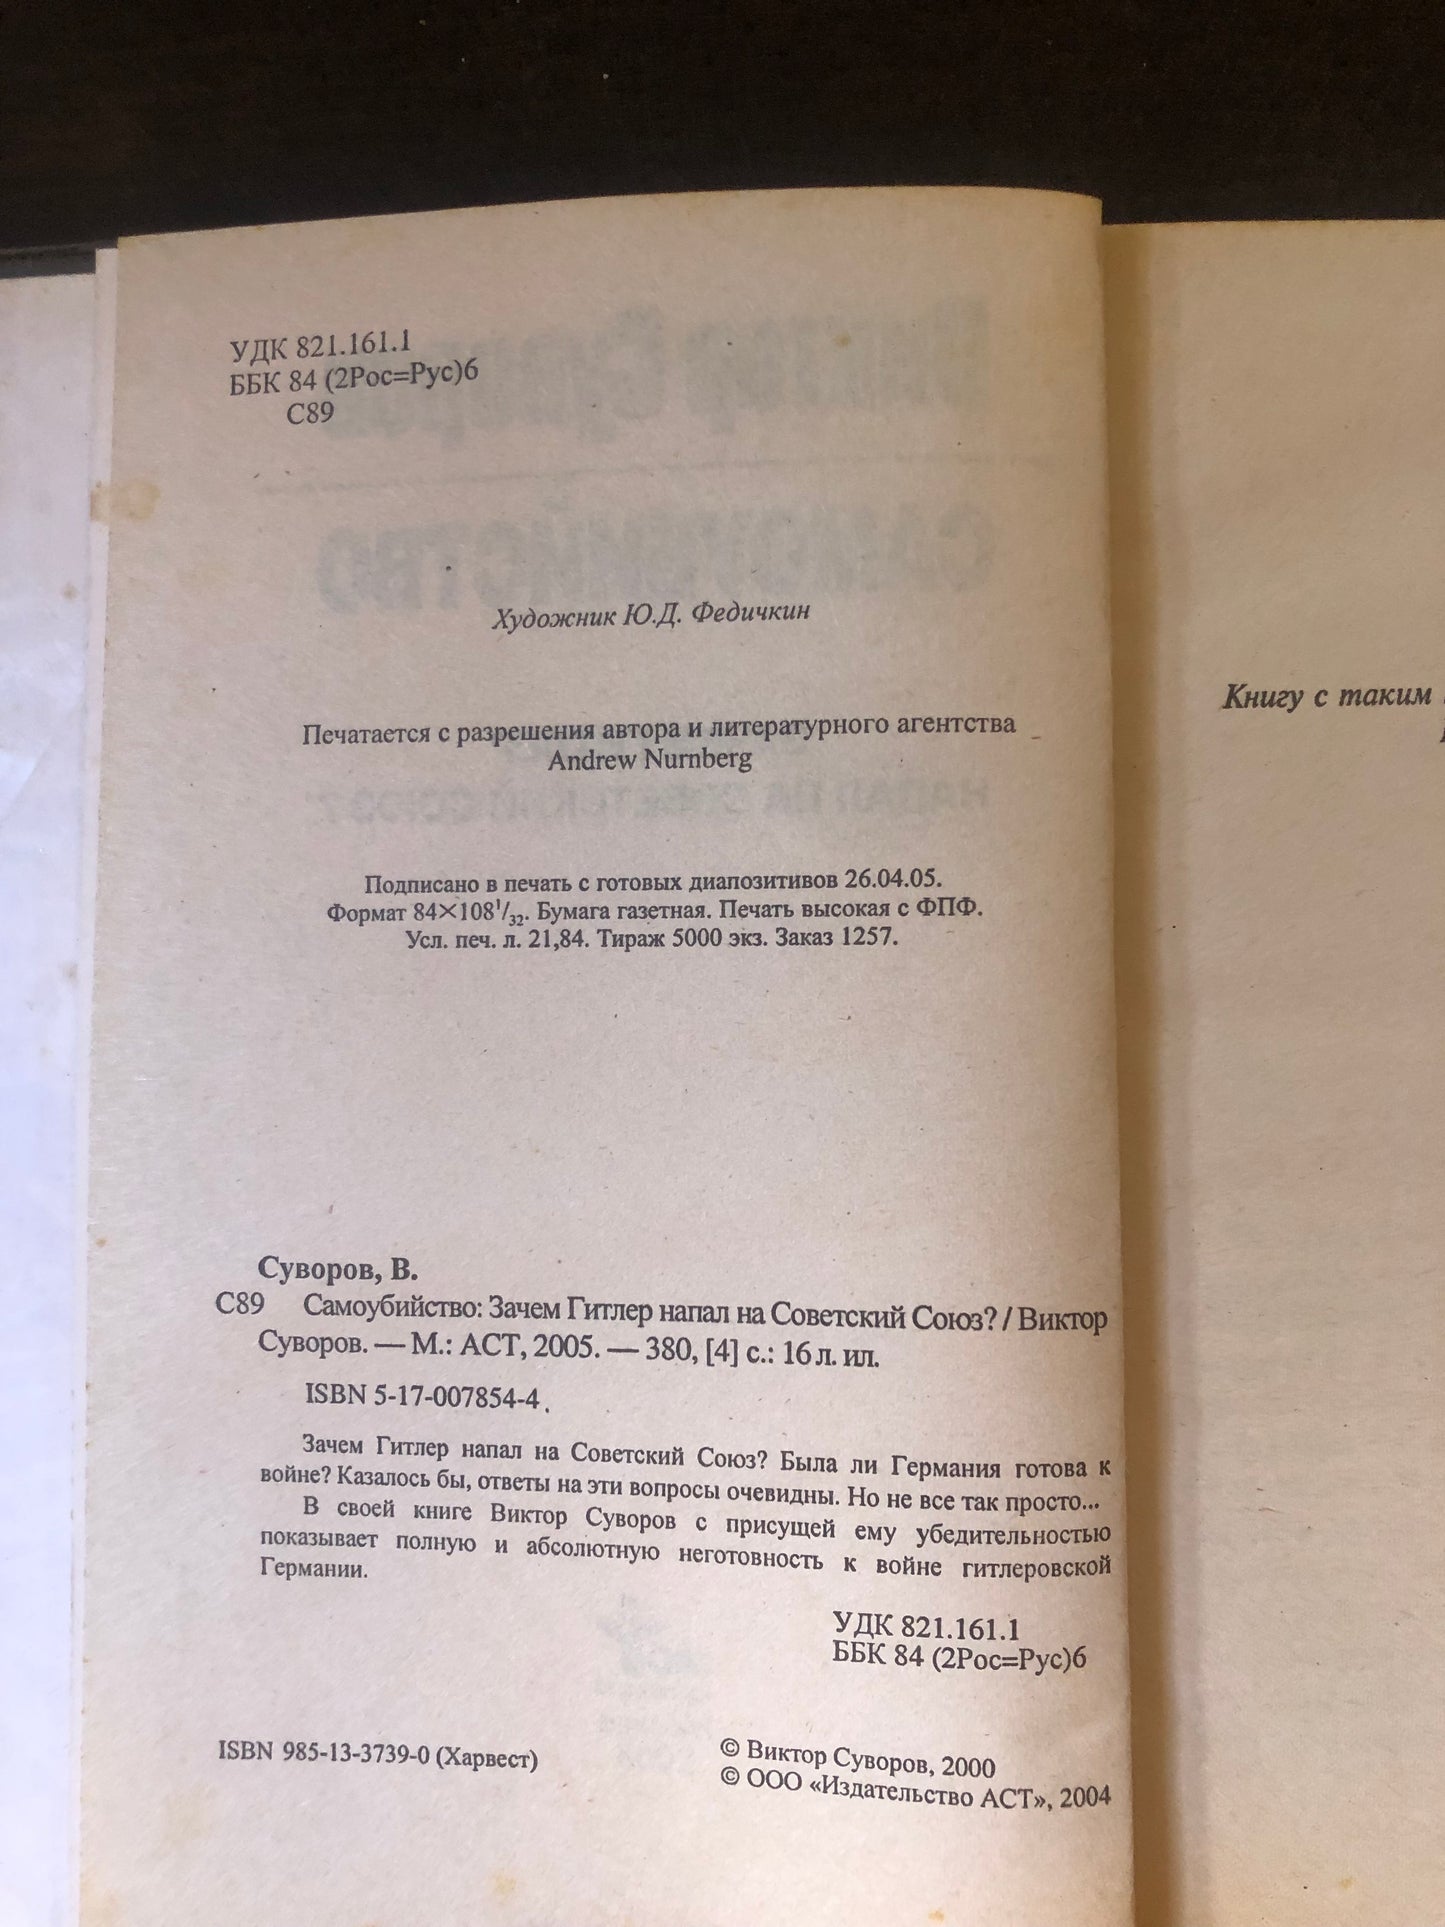 УДК 821.161.1
ББК 84 (2Рос=Рус)6
С89
Художник Ю.Д. Федичкин
Печатается с разрешения автора и литературного агентства
Andrew Nurnberg
Подписано в печать с готовых диапозитивов 26.04.05.
Формат 84×108¹/₃₂. Бумага газетная. Печать высокая с ФПФ.
Усл. печ. л. 21,84. Тираж 5000 экз. Заказ 1257.
Суворов, В.
С89 Самоубийство: Зачем Гитлер напал на Советский Союз? / Виктор
Суворов. — М.: АСТ, 2005. — 380, [4] с.: 16 л. ил.
ISBN 5-17-007854-4.
Зачем Гитлер напал на Советский Союз? Была ли Германия готова к
войне? Казалось бы, ответы на эти вопросы очевидны. Но не все так просто...
В своей книге Виктор Суворов с присущей ему убедительностью
показывает полную и абсолютную неготовность к войне гитлеровской
Германии.
УДК 821.161.1
ББК 84 (2Рос=Рус)6
ISBN 985-13-3739-0 (Харвест)
© Виктор Суворов, 2000
© ООО «Издательство АСТ», 2004
Книгу с таким